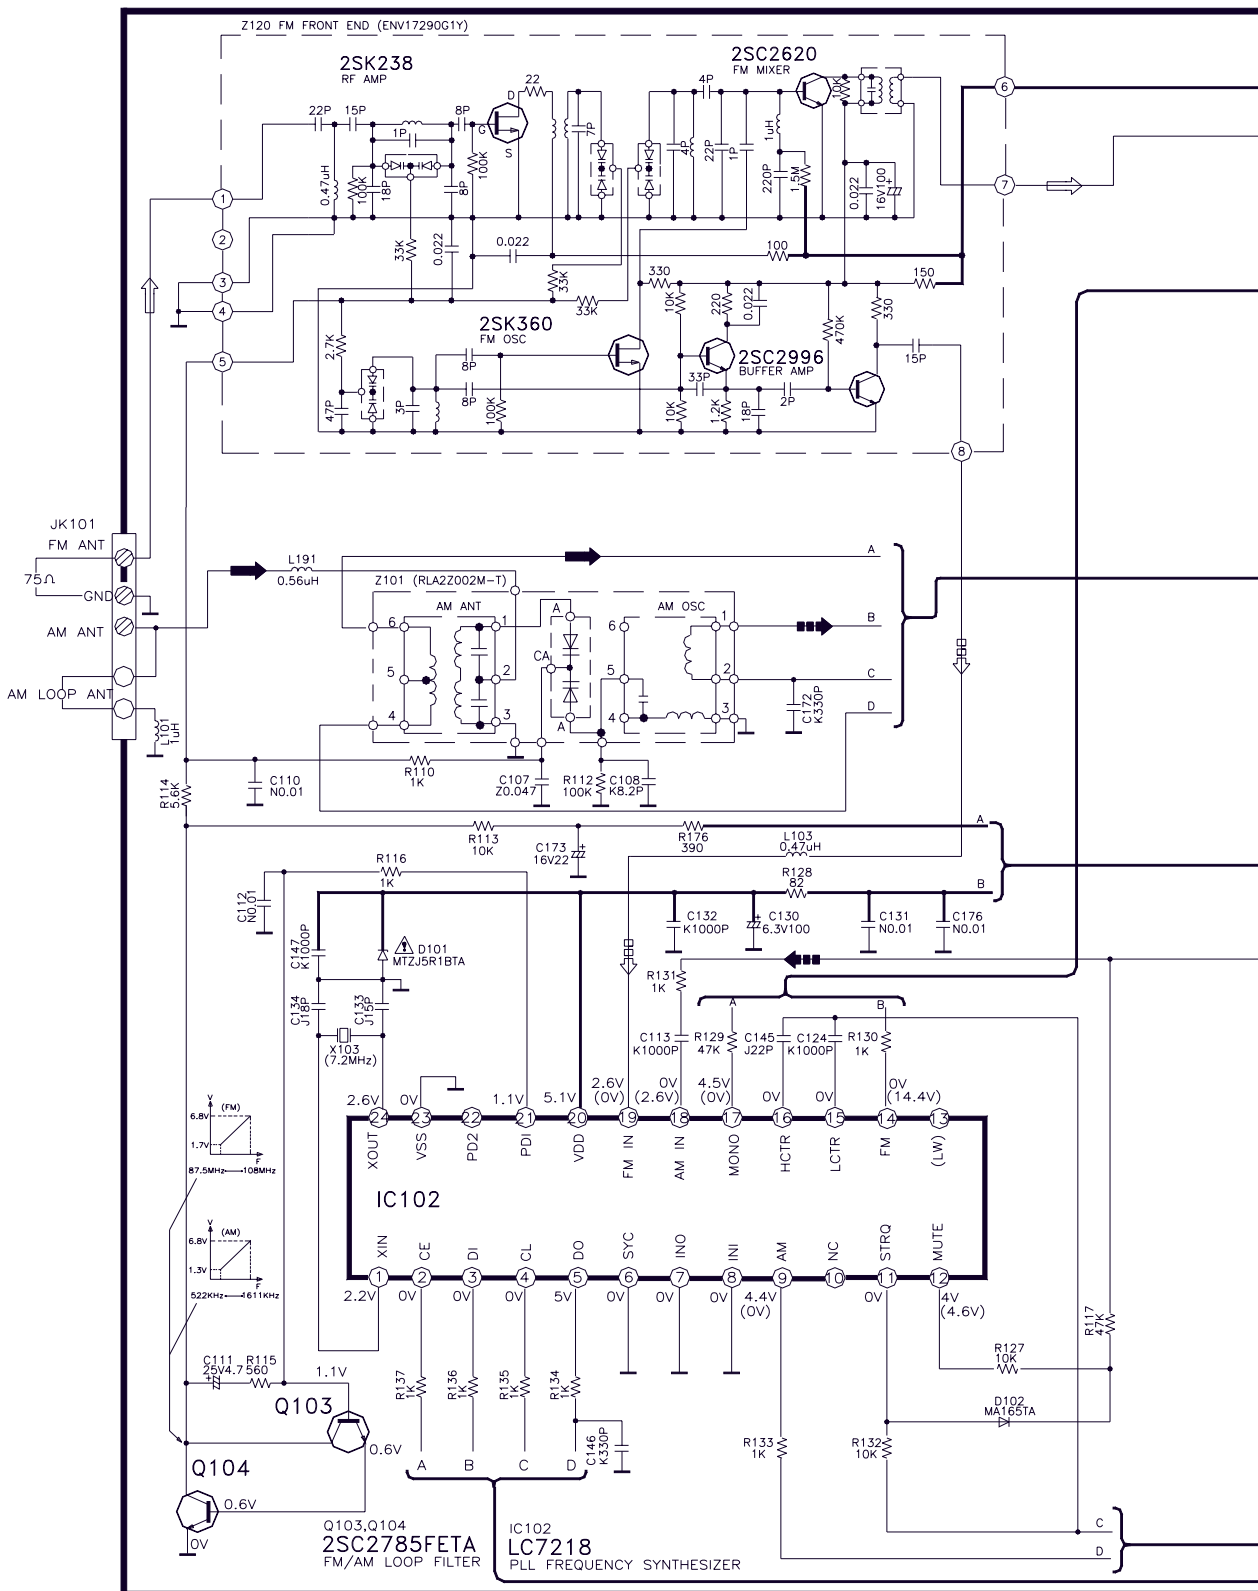 Z120 FM FRONT END (ENV17290G1Y)
2SK238
RF AMP
2SC2620
FM MIXER
22
4P
10K
6
D
22P
15P
8P
G
S
1P
7P
4P
22P
1P
1uH
0.47uH
100K
18P
8P
100K
220P
1.5M
0.022
16V100
7
1
2
3
4
5
33K
0.022
0.022
100
33K
33K
330
10K
220
0.022
150
330
470K
2SK360
FM OSC
2SC2996
BUFFER AMP
15P
2.7K
47P
3P
8P
8P
100K
33P
10K
1.2K
18P
2P
8
JK101
FM ANT
75Ω
GND
AM ANT
AM LOOP ANT
L101
1uH
L191
0.56uH
A
B
C
D
Z101 (RLA2Z002M-T)
AM ANT
AM OSC
6
5
4
1
2
3
A
CA
A
6
5
4
1
2
3
C172
K330P
R114
5.6K
C110
N0.01
R110
1K
C107
Z0.047
R112
100K
C108
K8.2P
R113
10K
C173
16V22
R176
390
L103
0.47uH
A
R116
1K
R128
82
B
C112
N0.01
C147
K1000P
D101
MTZJ5R1BTA
C132
K1000P
C130
6.3V100
C131
N0.01
C176
N0.01
C134
J18P
C133
J15P
X103
(7.2MHz)
R131
1K
A
B
C113
K1000P
R129
47K
C145
J22P
C124
K1000P
R130
1K
2.6V
0V
1.1V
5.1V
2.6V
(0V)
0V
(2.6V)
4.5V
(0V)
0V
0V
0V
(14.4V)
24
23
22
21
20
19
18
17
16
15
14
13
XOUT
VSS
PD2
PDI
VDD
FM IN
AM IN
MONO
HCTR
LCTR
FM
(LW)
V
(FM)
6.8V
1.7V
F
87.5MHz
108MHz
IC102
V
(AM)
6.8V
1.3V
F
522KHz
1611KHz
XIN
CE
DI
CL
DO
SYC
INO
INI
AM
NC
STRQ
MUTE
1
2
3
4
5
6
7
8
9
10
11
12
2.2V
0V
0V
0V
5V
0V
0V
0V
4.4V
(0V)
0V
4V
(4.6V)
R117
47K
C111
25V4.7
R115
560
1.1V
R127
10K
Q103
R137
1K
R136
1K
R135
1K
R134
1K
D102
MA165TA
0.6V
C146
K330P
R133
1K
R132
10K
Q104
A
B
C
D
0.6V
0V
Q103,Q104
2SC2785FETA
FM/AM LOOP FILTER
IC102
LC7218
PLL FREQUENCY SYNTHESIZER
C
D